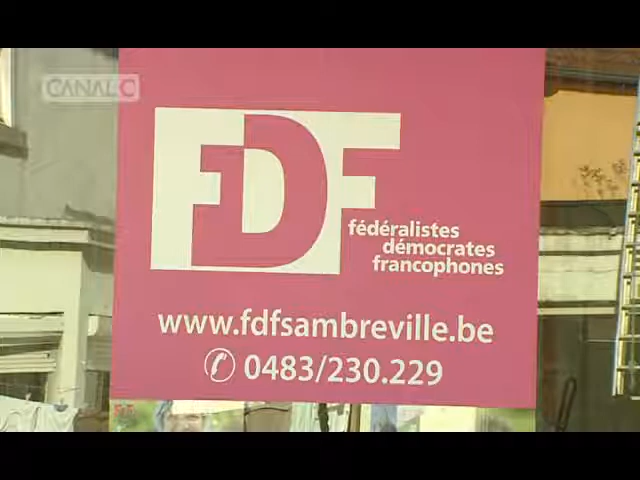 CANAL C
FDF
fédéralistes
démocrates
francophones
www.fdfsambreville.be
0483/230.229